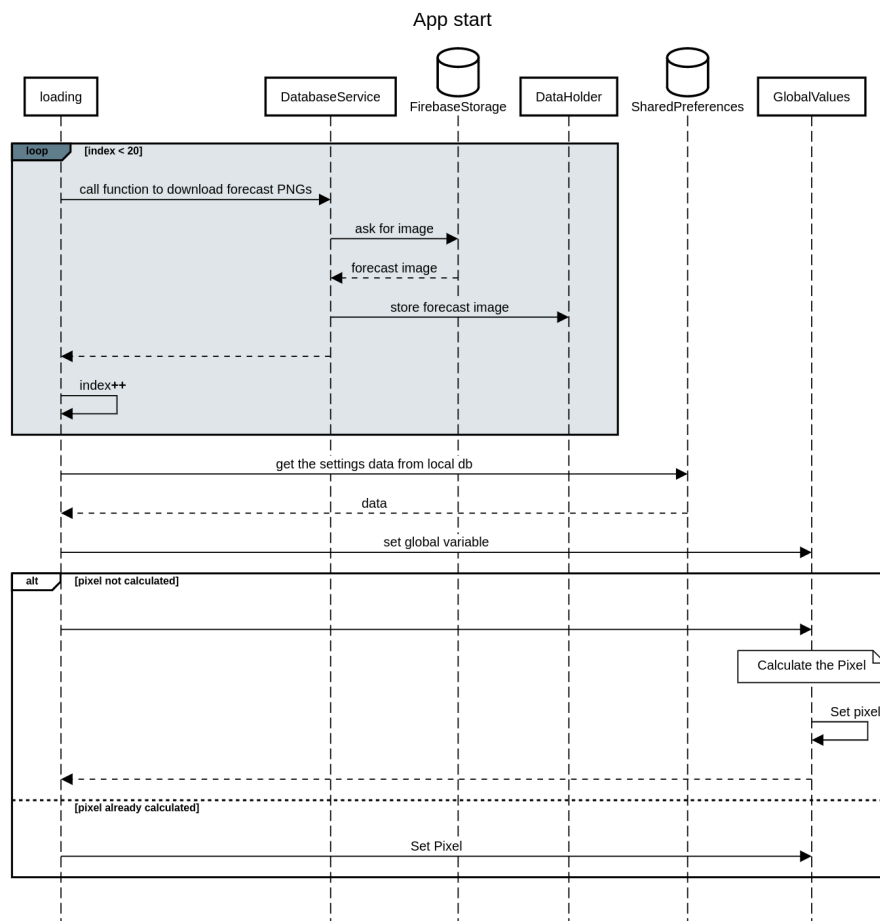 App start
loading
DatabaseService
FirebaseStorage
DataHolder
SharedPreferences
GlobalValues
loop [index < 20]
call function to download forecast PNGs
ask for image
forecast image
store forecast image
index++
get the settings data from local db
data
set global variable
alt [pixel not calculated]
Calculate the Pixel
Set pixel
[pixel already calculated]
Set Pixel